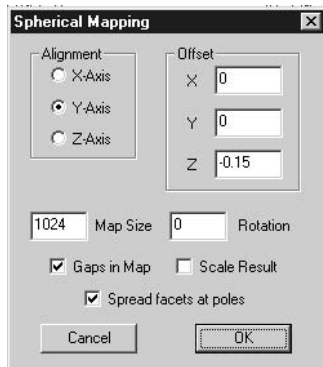 Spherical Mapping
Alignment
X-Axis
Y-Axis
Z-Axis
Offset
X 0
Y 0
Z -0.15
1024 Map Size 0 Rotation
Gaps in Map Scale Result
Spread facets at poles
Cancel OK